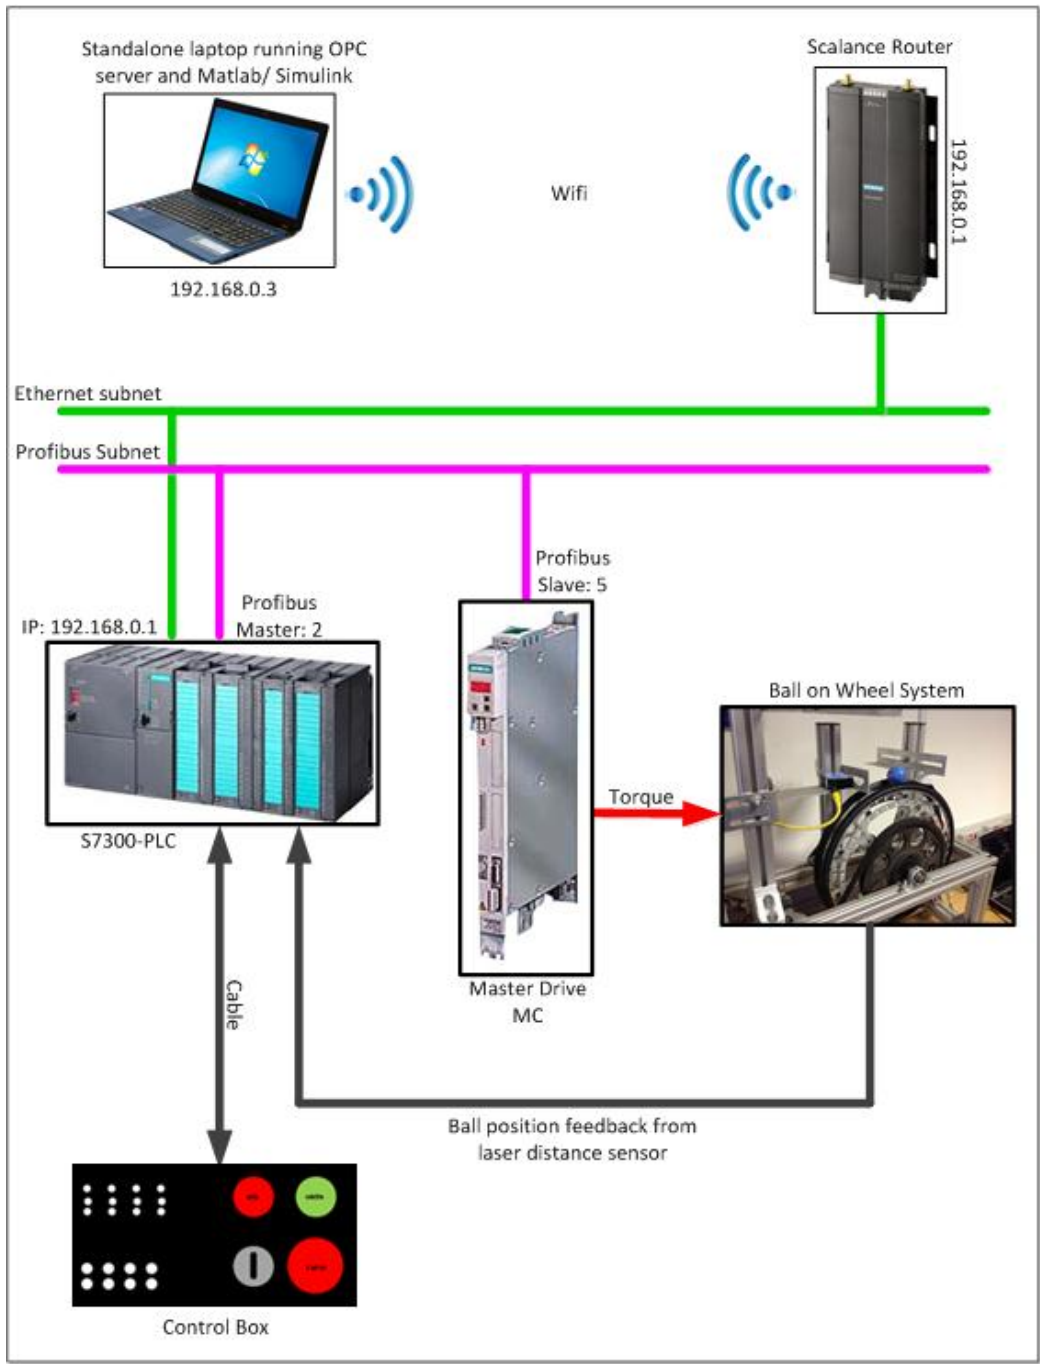 Standalone laptop running OPC
server and Matlab/ Simulink
Scalance Router
192.168.0.1
Wifi
192.168.0.3
Ethernet subnet
Profibus Subnet
Profibus
Slave: 5
Profibus
Master: 2
IP: 192.168.0.1
Ball on Wheel System
Torque
S7300-PLC
Master Drive
MC
Cable
Ball position feedback from
laser distance sensor
Control Box